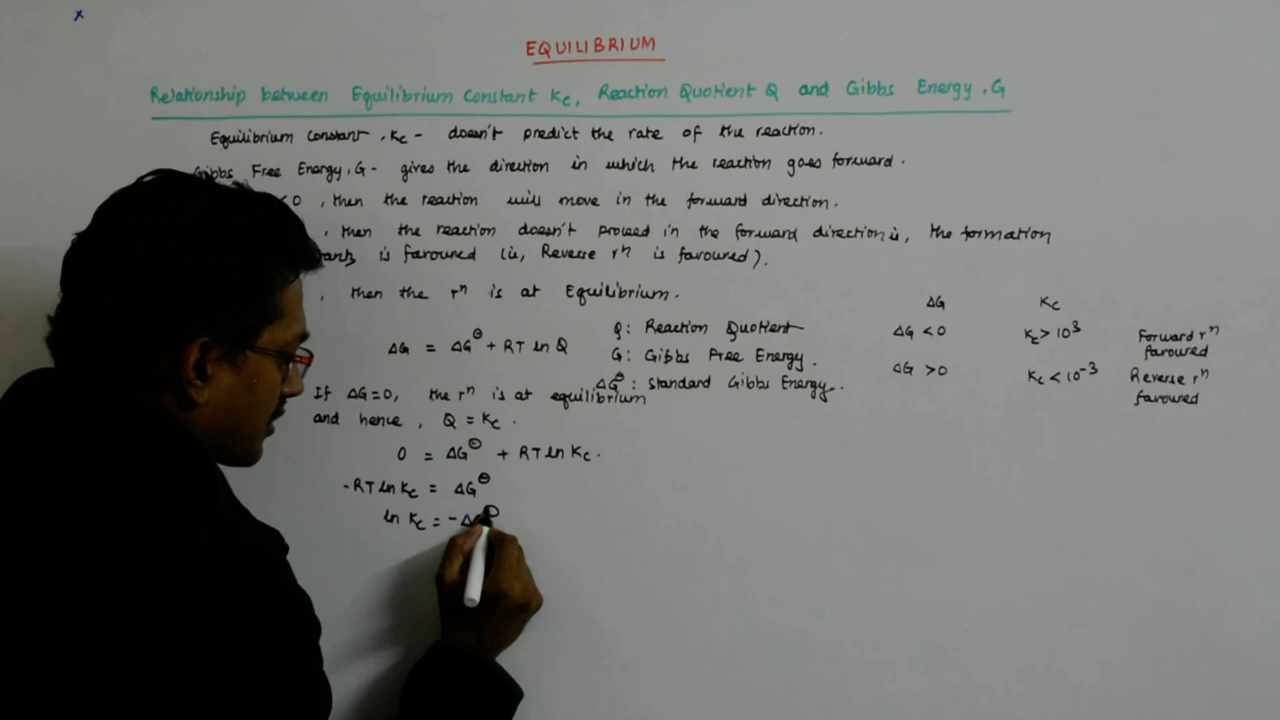 x
EQUILIBRIUM
Relationship between Equilibrium Constant Kc, Reaction Quotient Q and Gibbs Energy, G
Equilibrium constant, Kc - doesn't predict the rate of the reaction.
Gibbs Free Energy, G - gives the direction in which the reaction goes forward.
<0, then the reaction will move in the forward direction.
, then the reaction doesn't proceed in the forward direction ie, the formation
is favoured (ie, Reverse rⁿ is favoured).
, then the rⁿ is at Equilibrium.
ΔG = ΔG⊖ + RT ln Q
Q: Reaction Quotient
G: Gibbs Free Energy.
ΔG⊖: Standard Gibbs Energy.
If ΔG=0, the rⁿ is at equilibrium
and hence, Q = Kc.
0 = ΔG⊖ + RT ln Kc.
-RT ln Kc = ΔG⊖
ln Kc = -Δ
ΔG Kc
ΔG <0 Kc > 10³ Forward rⁿ favoured
ΔG >0 Kc < 10⁻³ Reverse rⁿ favoured